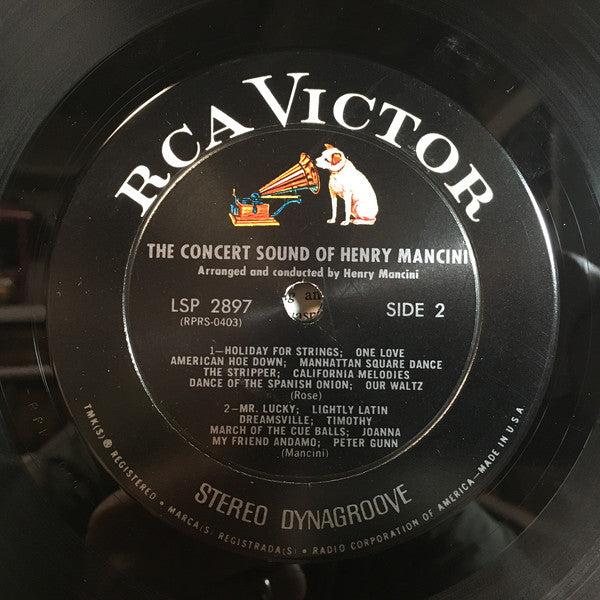 RCA VICTOR
THE CONCERT SOUND OF HENRY MANCINI
Arranged and conducted by Henry Mancini
LSP 2897
(RPRS-0403)
SIDE 2
1—HOLIDAY FOR STRINGS; ONE LOVE
AMERICAN HOE DOWN; MANHATTAN SQUARE DANCE
THE STRIPPER; CALIFORNIA MELODIES
DANCE OF THE SPANISH ONION; OUR WALTZ
(Rose)
2—MR. LUCKY; LIGHTLY LATIN
DREAMSVILLE; TIMOTHY
MARCH OF THE CUE BALLS; JOANNA
MY FRIEND ANDAMO; PETER GUNN
(Mancini)
STEREO DYNAGROOVE
TMK(S) ® REGISTERED • MARCA(S) REGISTRADA(S) • RADIO CORPORATION OF AMERICA—MADE IN U.S.A